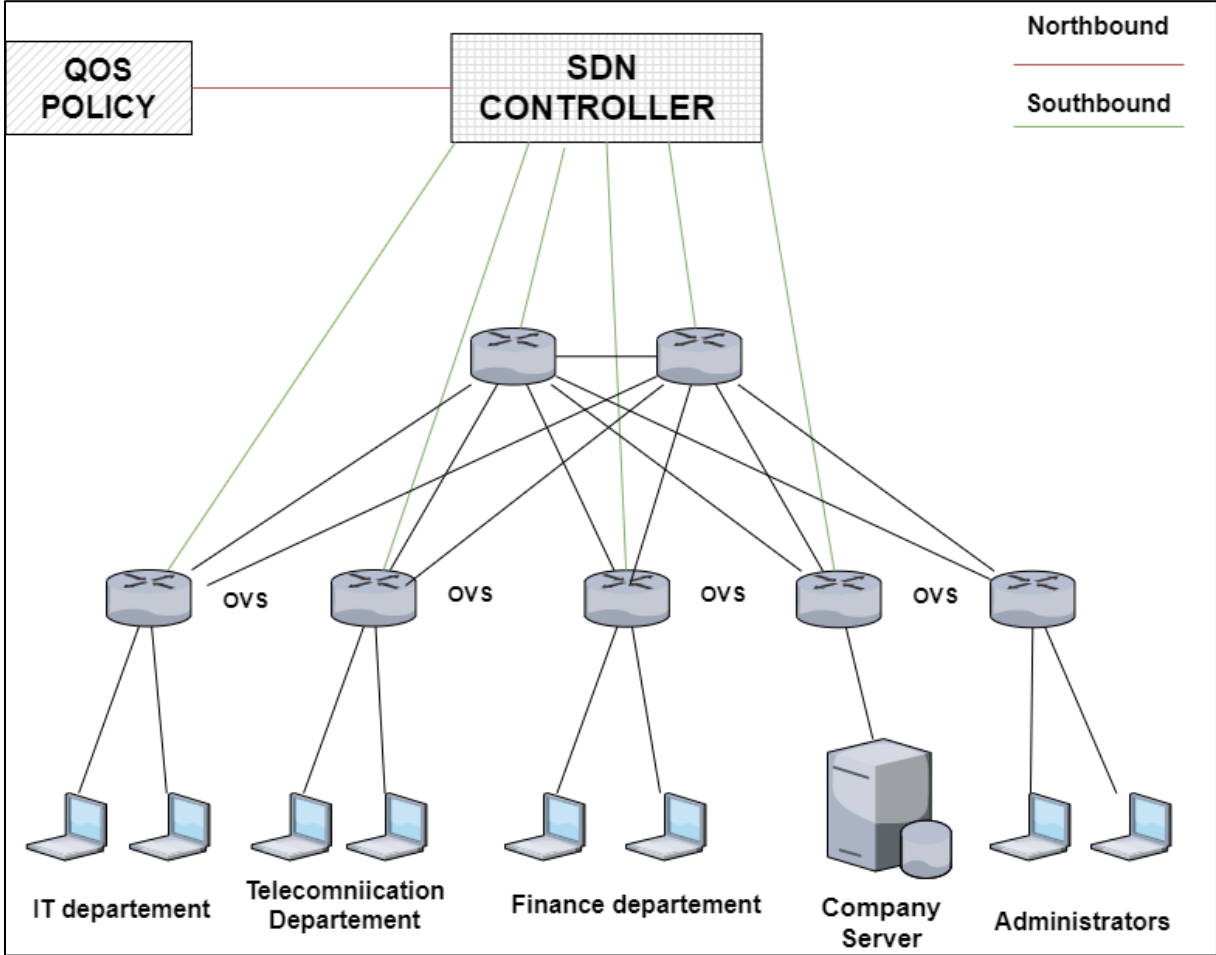 Northbound
QOS
POLICY
SDN
CONTROLLER
Southbound
OVS
OVS
OVS
OVS
IT departement
Telecomniication
Departement
Finance departement
Company
Server
Administrators